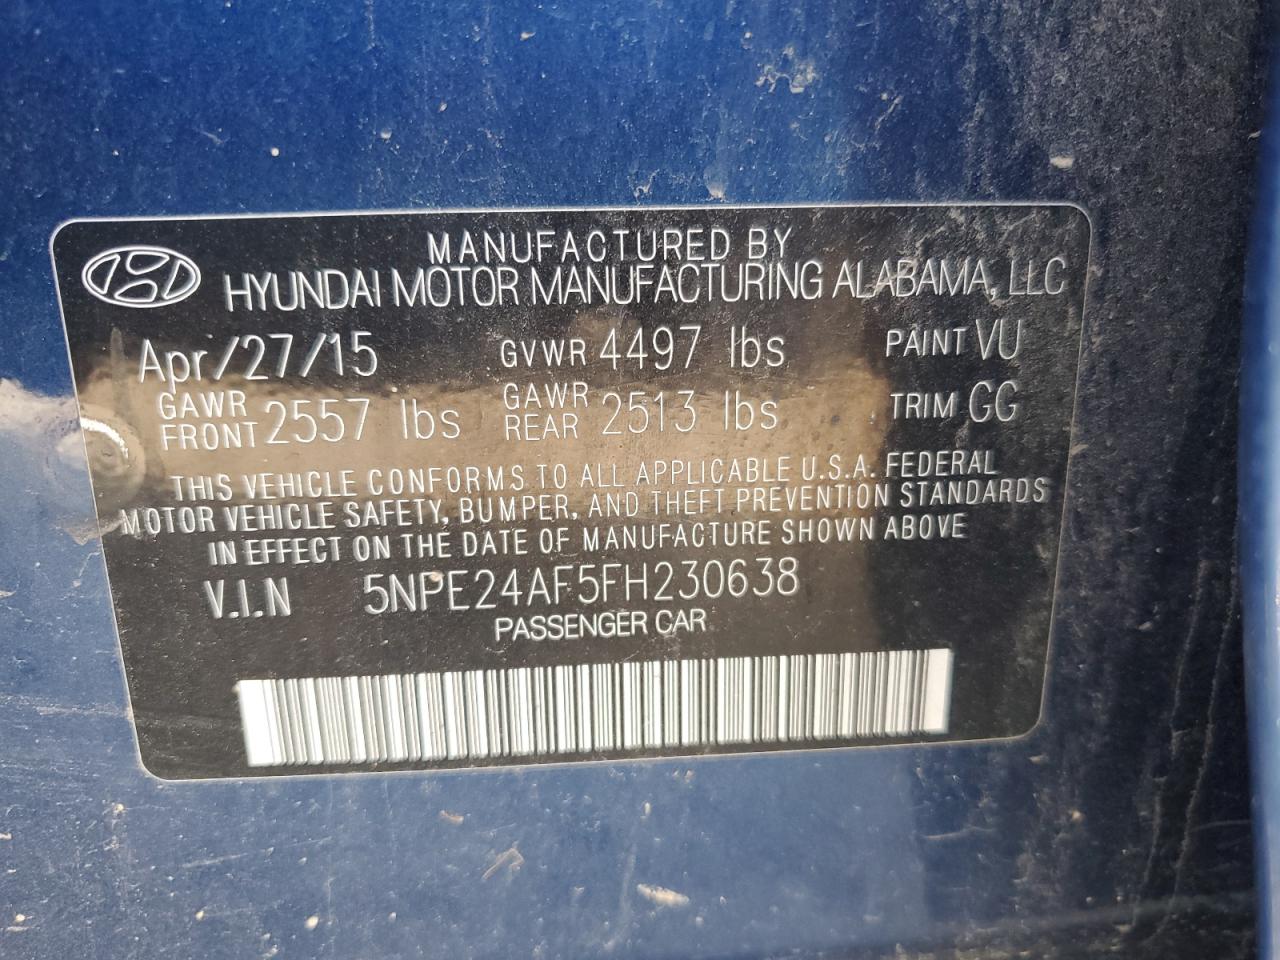 MANUFACTURED BY
HYUNDAI MOTOR MANUFACTURING ALABAMA, LLC
Apr/27/15 GVWR 4497 lbs PAINT VU
GAWR FRONT 2557 lbs GAWR REAR 2513 lbs TRIM GG
THIS VEHICLE CONFORMS TO ALL APPLICABLE U.S.A. FEDERAL
MOTOR VEHICLE SAFETY, BUMPER, AND THEFT PREVENTION STANDARDS
IN EFFECT ON THE DATE OF MANUFACTURE SHOWN ABOVE
V.I.N 5NPE24AF5FH230638
PASSENGER CAR